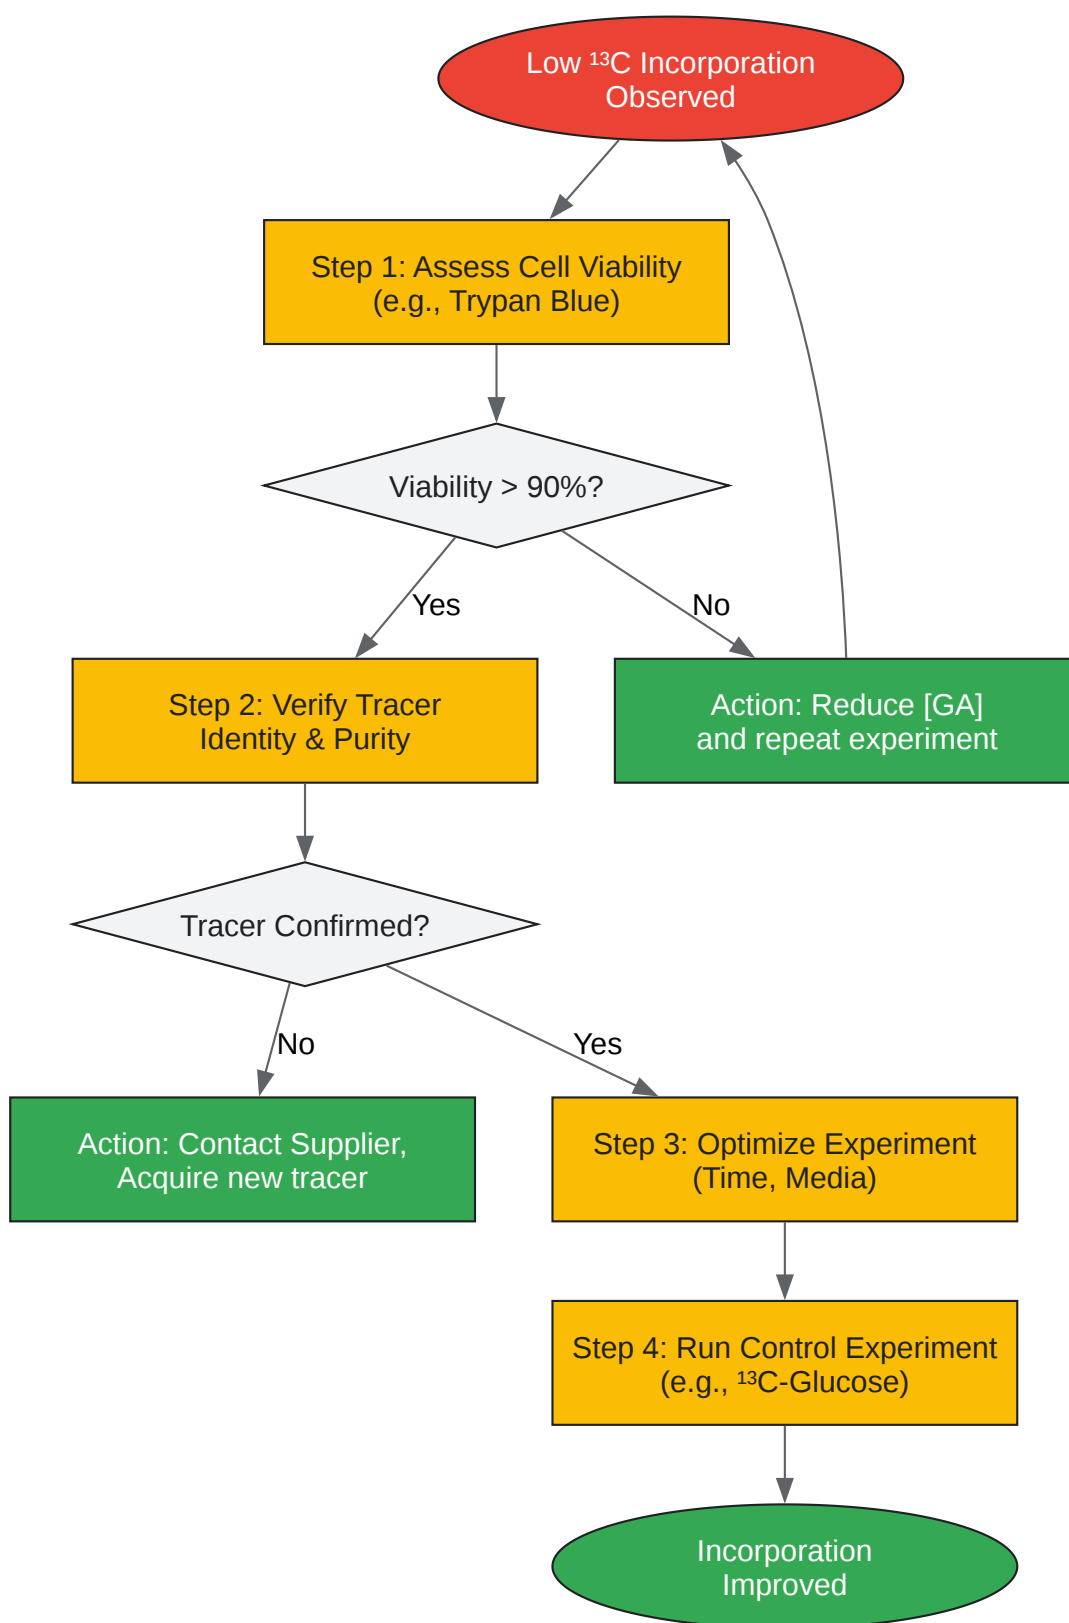 Low ¹³C Incorporation
Observed
Step 1: Assess Cell Viability
(e.g., Trypan Blue)
Viability > 90%?
Yes
No
Step 2: Verify Tracer
Identity & Purity
Action: Reduce [GA]
and repeat experiment
Tracer Confirmed?
No
Yes
Action: Contact Supplier,
Acquire new tracer
Step 3: Optimize Experiment
(Time, Media)
Step 4: Run Control Experiment
(e.g., ¹³C-Glucose)
Incorporation
Improved